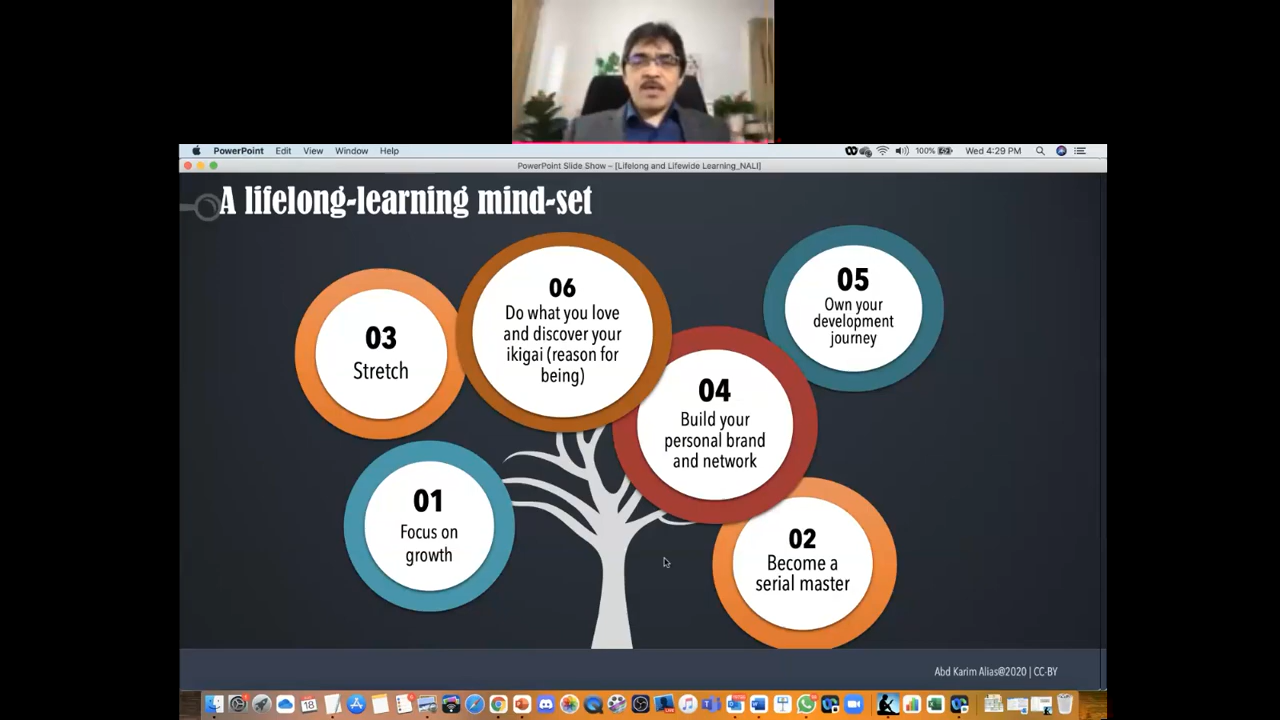 PowerPoint Edit View Window Help
100% Wed 4:29 PM
PowerPoint Slide Show – [Lifelong and Lifewide Learning_NALI]
A lifelong-learning mind-set
03
Stretch
06
Do what you love
and discover your
ikigai (reason for
being)
05
Own your
development
journey
04
Build your
personal brand
and network
01
Focus on
growth
02
Become a
serial master
Abd Karim Alias@2020 | CC-BY
18